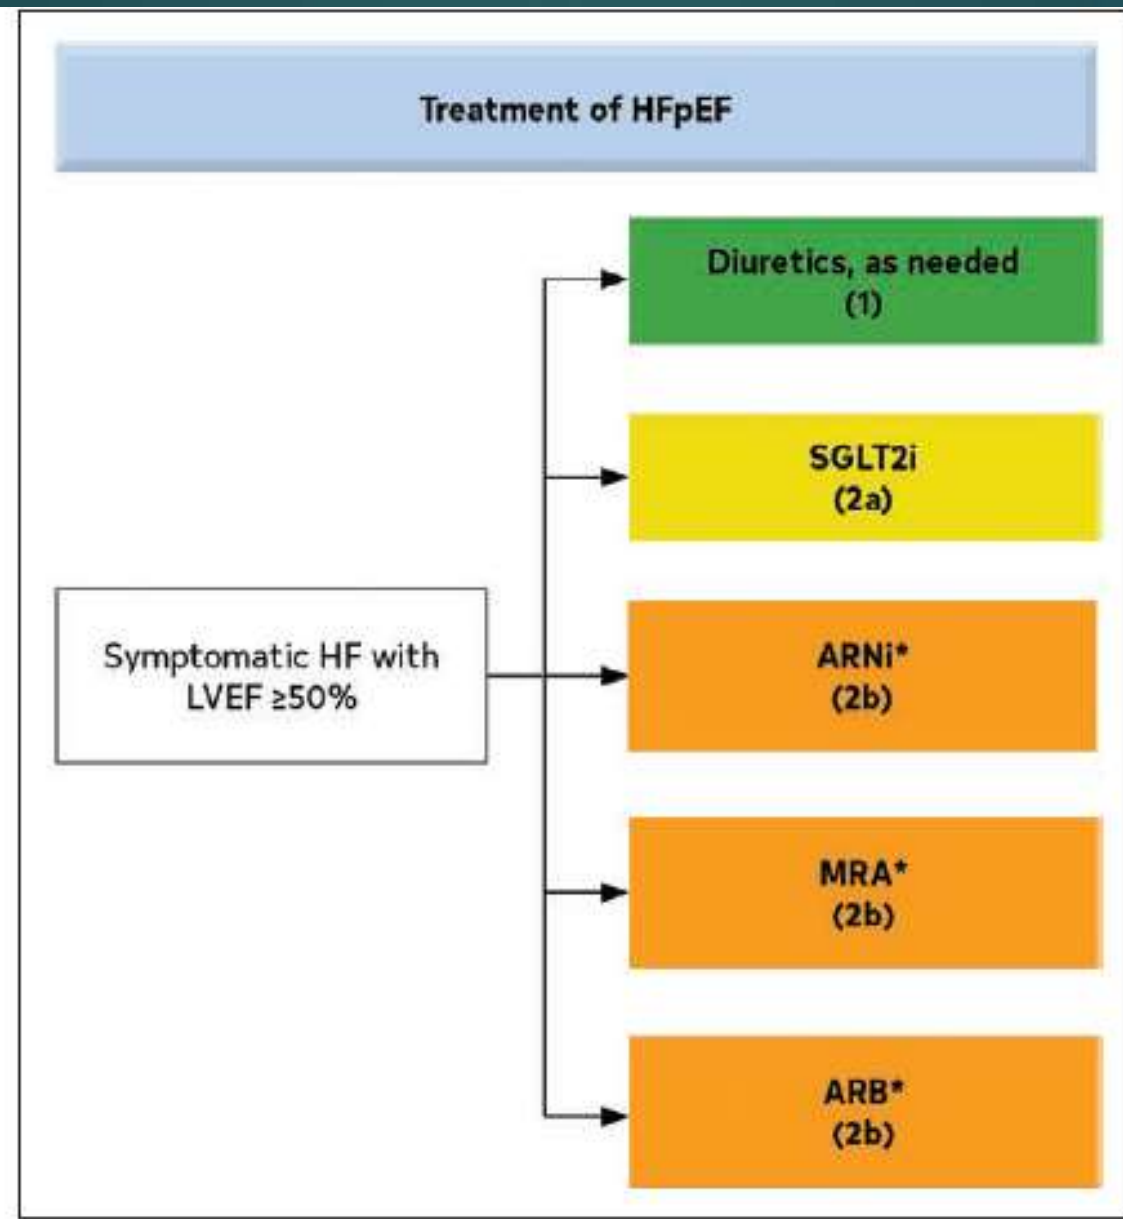 Treatment of HFpEF
Diuretics, as needed
(1)
SGLT2i
(2a)
Symptomatic HF with
LVEF ≥50%
ARNi*
(2b)
MRA*
(2b)
ARB*
(2b)